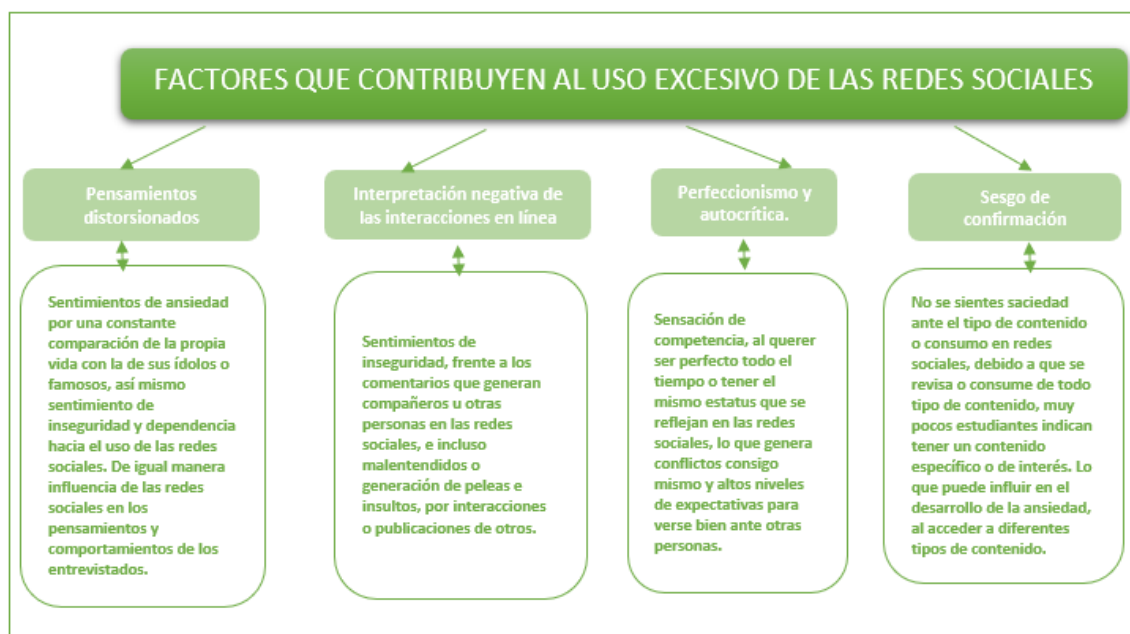 FACTORES QUE CONTRIBUYEN AL USO EXCESIVO DE LAS REDES SOCIALES
Pensamientos
distorsionados
Sentimientos de ansiedad
por una constante
comparación de la propia
vida con la de sus ídolos o
famosos, así mismo
sentimiento de
inseguridad y dependencia
hacia el uso de las redes
sociales. De igual manera
influencia de las redes
sociales en los
pensamientos y
comportamientos de los
entrevistados.
Interpretación negativa de
las interacciones en línea
Sentimientos de
inseguridad, frente a los
comentarios que generan
compañeros u otras
personas en las redes
sociales, e incluso
malentendidos o
generación de peleas e
insultos, por interacciones
o publicaciones de otros.
Perfeccionismo y
autocrítica.
Sensación de
competencia, al querer
ser perfecto todo el
tiempo o tener el
mismo estatus que se
reflejan en las redes
sociales, lo que genera
conflictos consigo
mismo y altos niveles
de expectativas para
verse bien ante otras
personas.
Sesgo de
confirmación
No se sientes saciedad
ante el tipo de contenido
o consumo en redes
sociales, debido a que se
revisa o consume de todo
tipo de contenido, muy
pocos estudiantes indican
tener un contenido
específico o de interés. Lo
que puede influir en el
desarrollo de la ansiedad,
al acceder a diferentes
tipos de contenido.